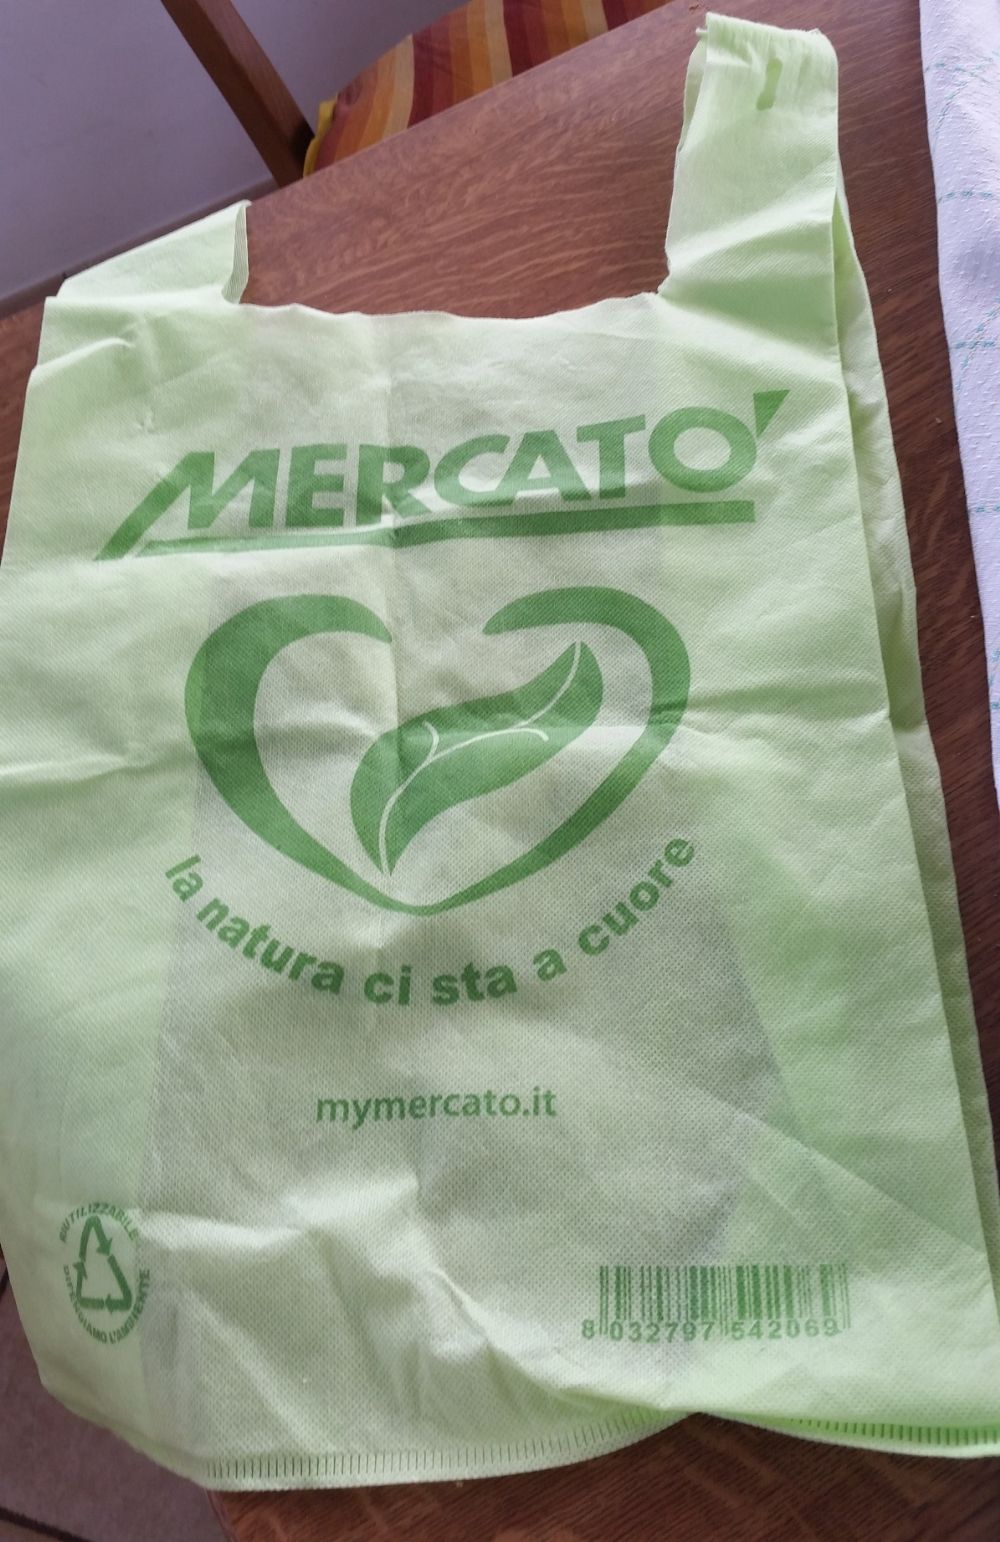 MERCATO'
la natura ci sta a cuore
mymercato.it
RIUTILIZZABILE
DIFENDIAMO L'AMBIENTE
8 032797 542069